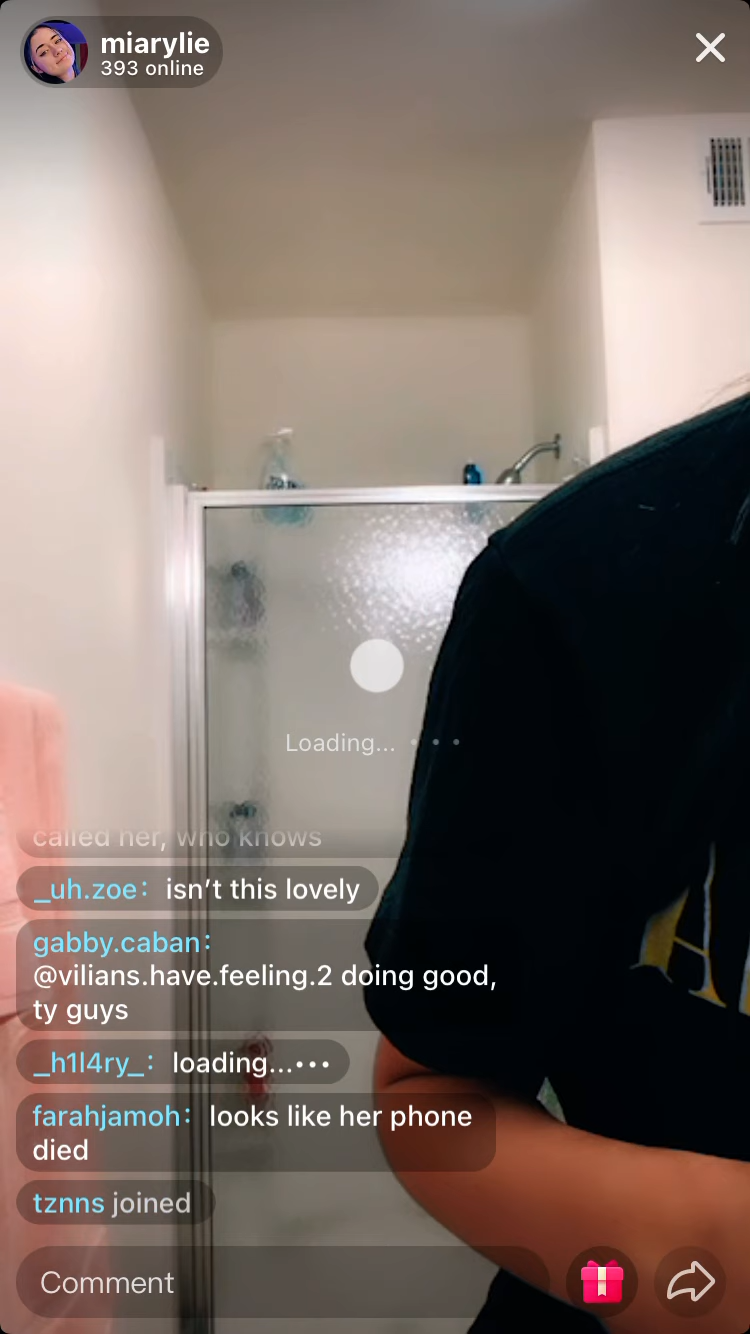 miarylie
393 online
Loading... • • •
called her, who knows
_uh.zoe: isn't this lovely
gabby.caban:
@vilians.have.feeling.2 doing good,
ty guys
_h1l4ry_: loading...•••
farahjamoh: looks like her phone
died
tznns joined
Comment